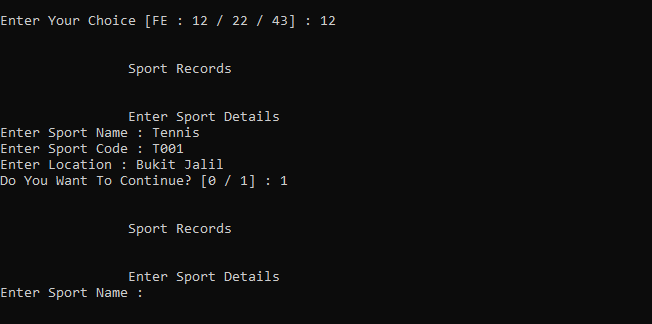 Enter Your Choice [FE : 12 / 22 / 43] : 12
Sport Records
Enter Sport Details
Enter Sport Name : Tennis
Enter Sport Code : T001
Enter Location : Bukit Jalil
Do You Want To Continue? [0 / 1] : 1
Sport Records
Enter Sport Details
Enter Sport Name :